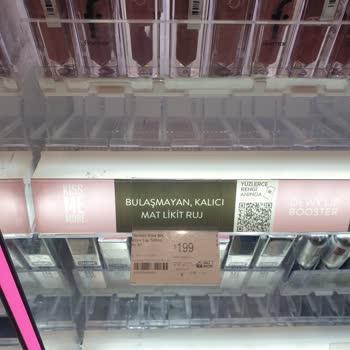 KISS
ME
MORE
BULAŞMAYAN, KALICI
MAT LİKİT RUJ
YÜZLERCE
RENGİ
ANINDA
DEWY LIP
BOOSTER
199